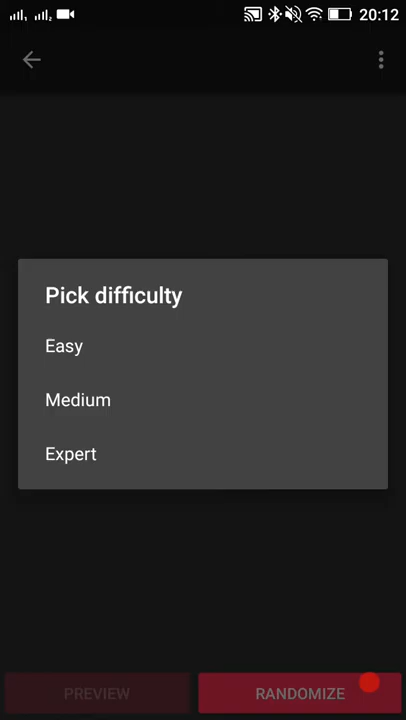 20:12
Pick difficulty
Easy
Medium
Expert
PREVIEW
RANDOMIZE